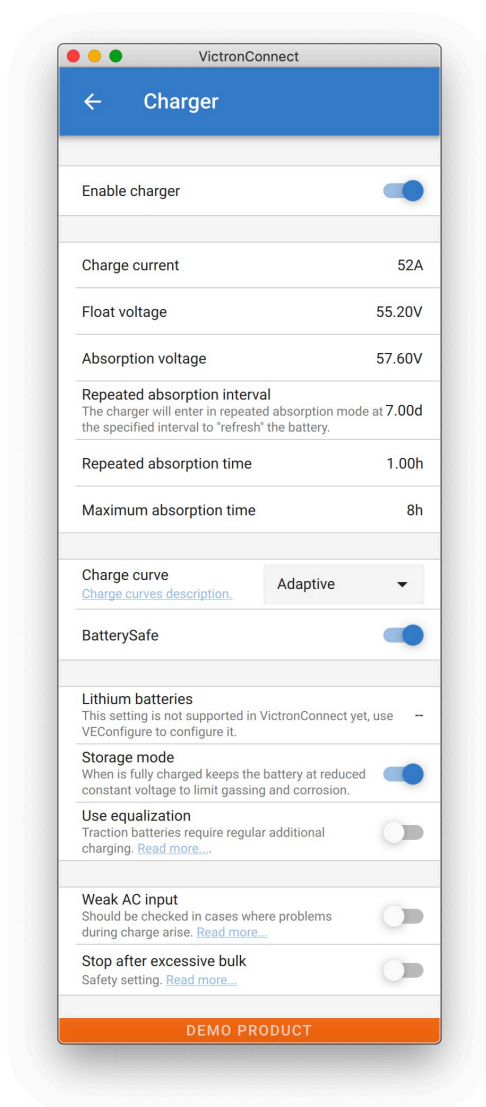 VictronConnect
Charger
Enable charger
Charge current 52A
Float voltage 55.20V
Absorption voltage 57.60V
Repeated absorption interval
The charger will enter in repeated absorption mode at 7.00d
the specified interval to "refresh" the battery.
Repeated absorption time 1.00h
Maximum absorption time 8h
Charge curve
Charge curves description.
Adaptive
BatterySafe
Lithium batteries
This setting is not supported in VictronConnect yet, use --
VEConfigure to configure it.
Storage mode
When is fully charged keeps the battery at reduced
constant voltage to limit gassing and corrosion.
Use equalization
Traction batteries require regular additional
charging. Read more....
Weak AC input
Should be checked in cases where problems
during charge arise. Read more...
Stop after excessive bulk
Safety setting. Read more...
DEMO PRODUCT